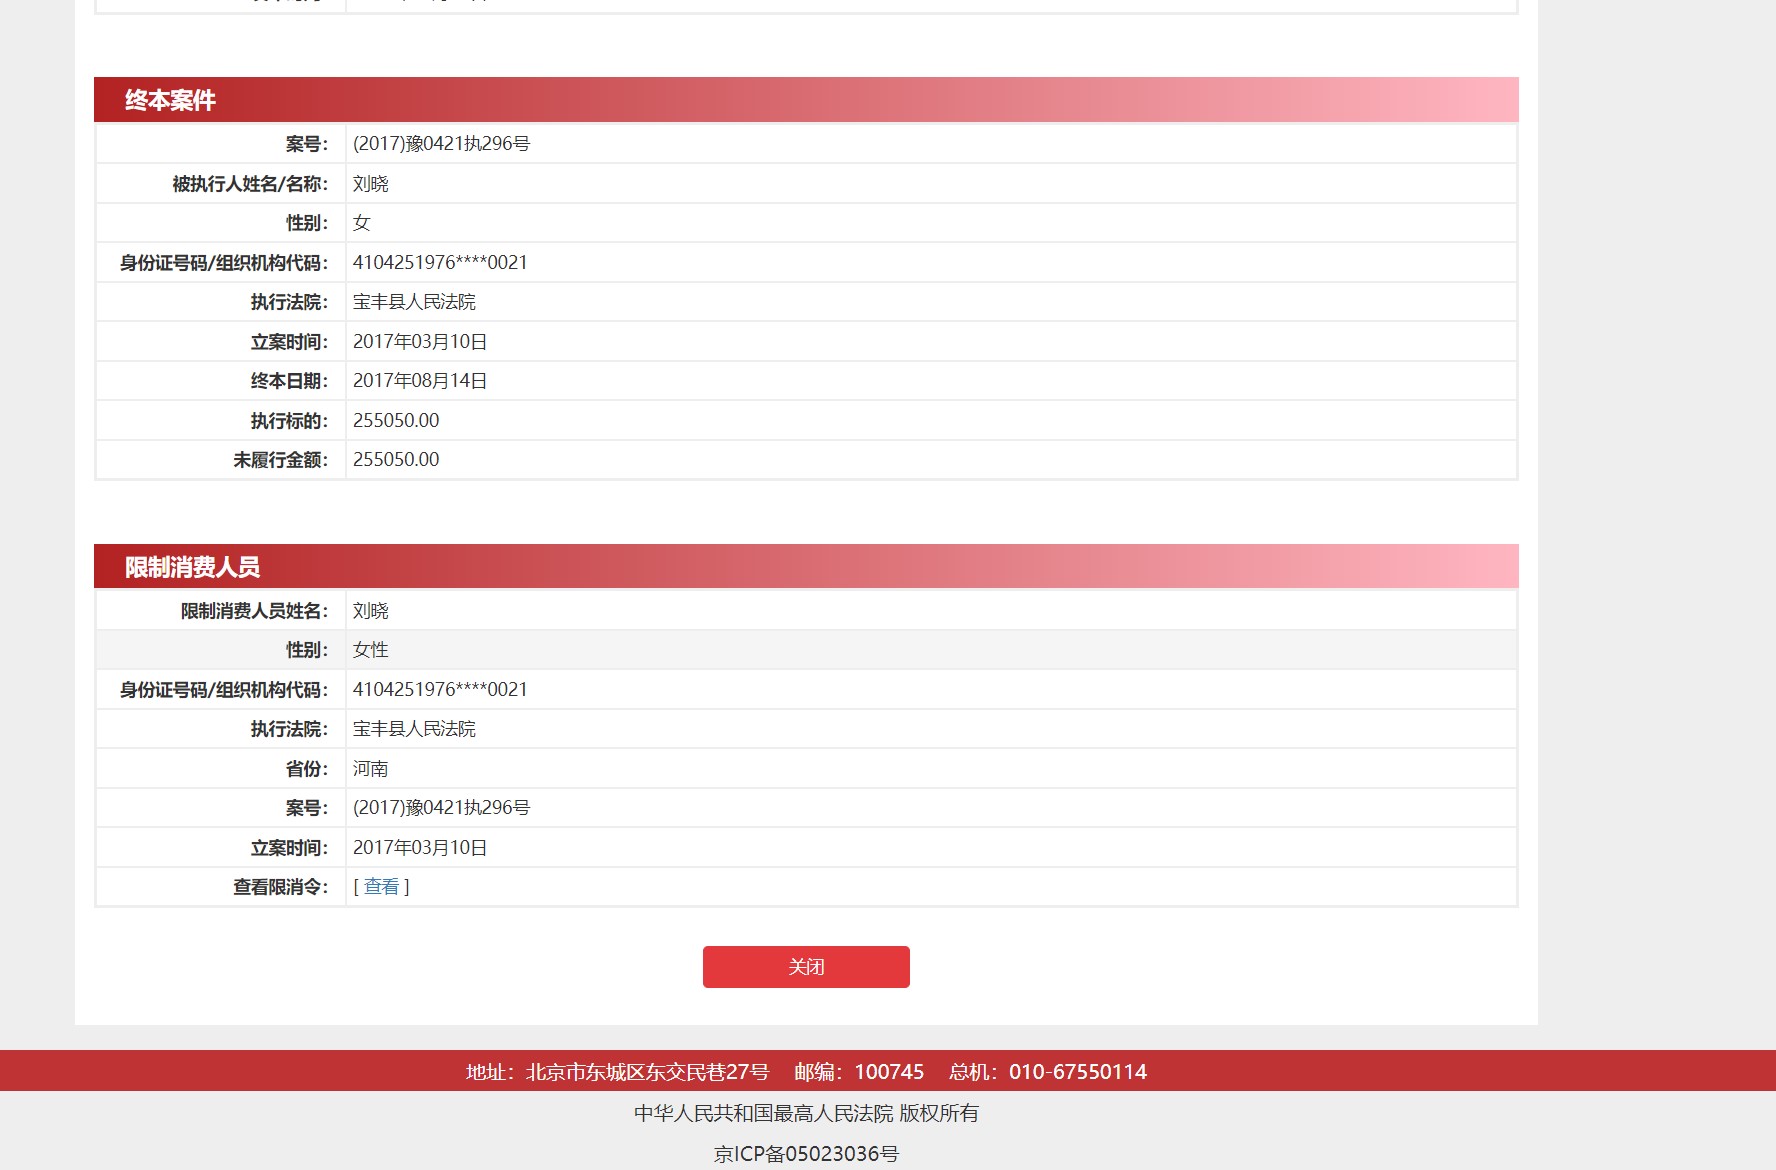 终本案件
案号： (2017)豫0421执296号
被执行人姓名/名称： 刘晓
性别： 女
身份证号码/组织机构代码： 4104251976****0021
执行法院： 宝丰县人民法院
立案时间： 2017年03月10日
终本日期： 2017年08月14日
执行标的： 255050.00
未履行金额： 255050.00
限制消费人员
限制消费人员姓名： 刘晓
性别： 女性
身份证号码/组织机构代码： 4104251976****0021
执行法院： 宝丰县人民法院
省份： 河南
案号： (2017)豫0421执296号
立案时间： 2017年03月10日
查看限消令： [ 查看 ]
关闭
地址：北京市东城区东交民巷27号 邮编：100745 总机：010-67550114
中华人民共和国最高人民法院 版权所有
京ICP备05023036号